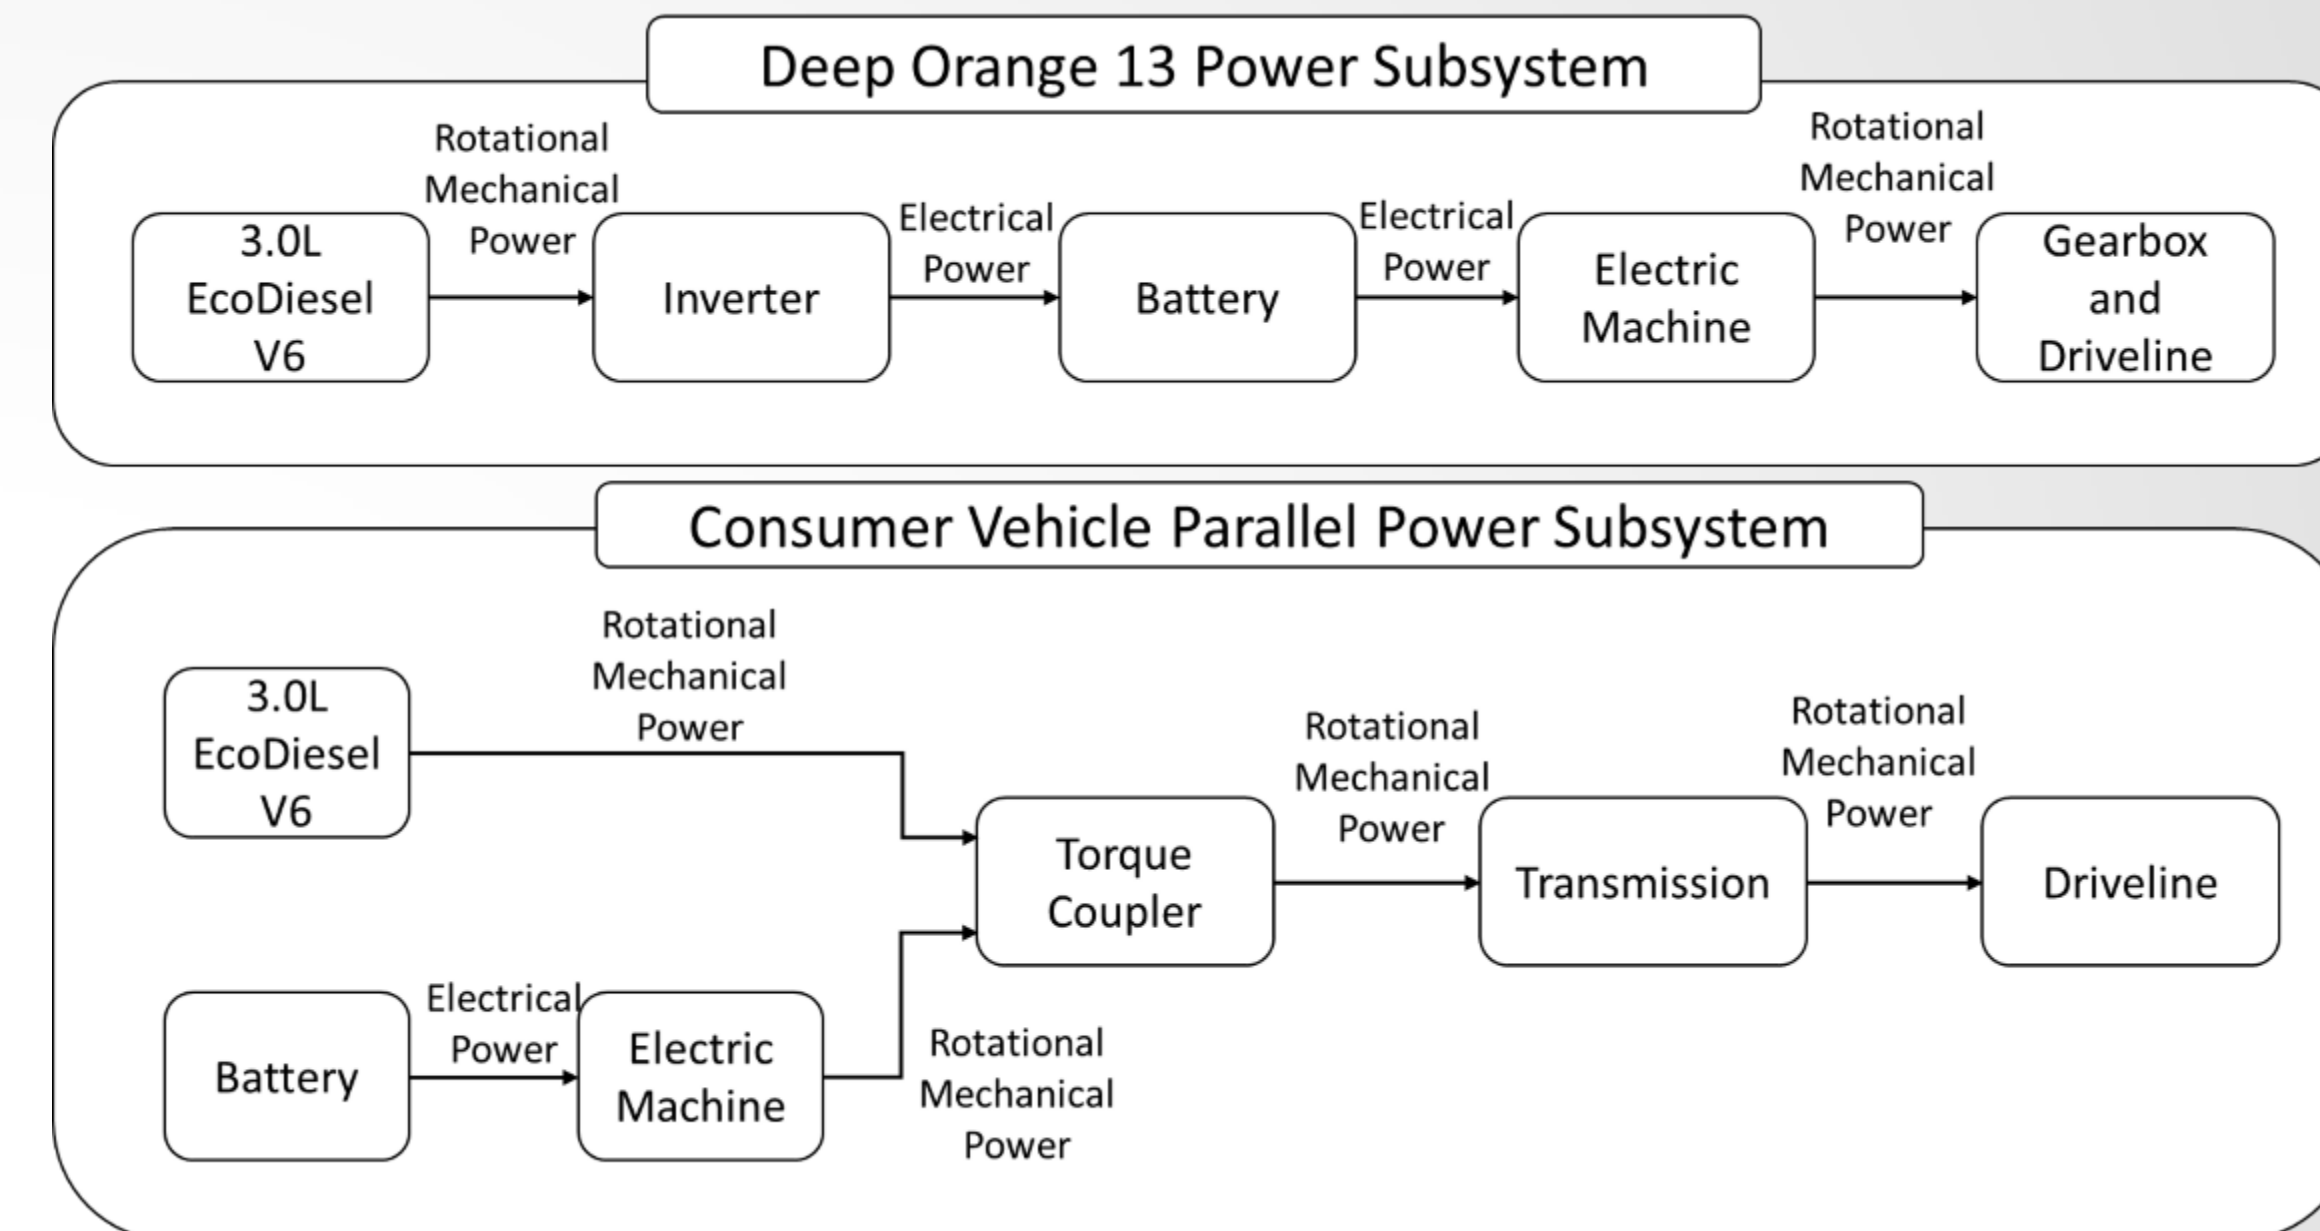 Deep Orange 13 Power Subsystem
Rotational
Mechanical
Power
Rotational
Mechanical
Power
Electrical
Power
Electrical
Power
3.0L
EcoDiesel
V6
Inverter
Battery
Electric
Machine
Gearbox
and
Driveline
Consumer Vehicle Parallel Power Subsystem
Rotational
Mechanical
Power
3.0L
EcoDiesel
V6
Rotational
Mechanical
Power
Rotational
Mechanical
Power
Torque
Coupler
Transmission
Driveline
Battery
Electrical
Power
Electric
Machine
Rotational
Mechanical
Power